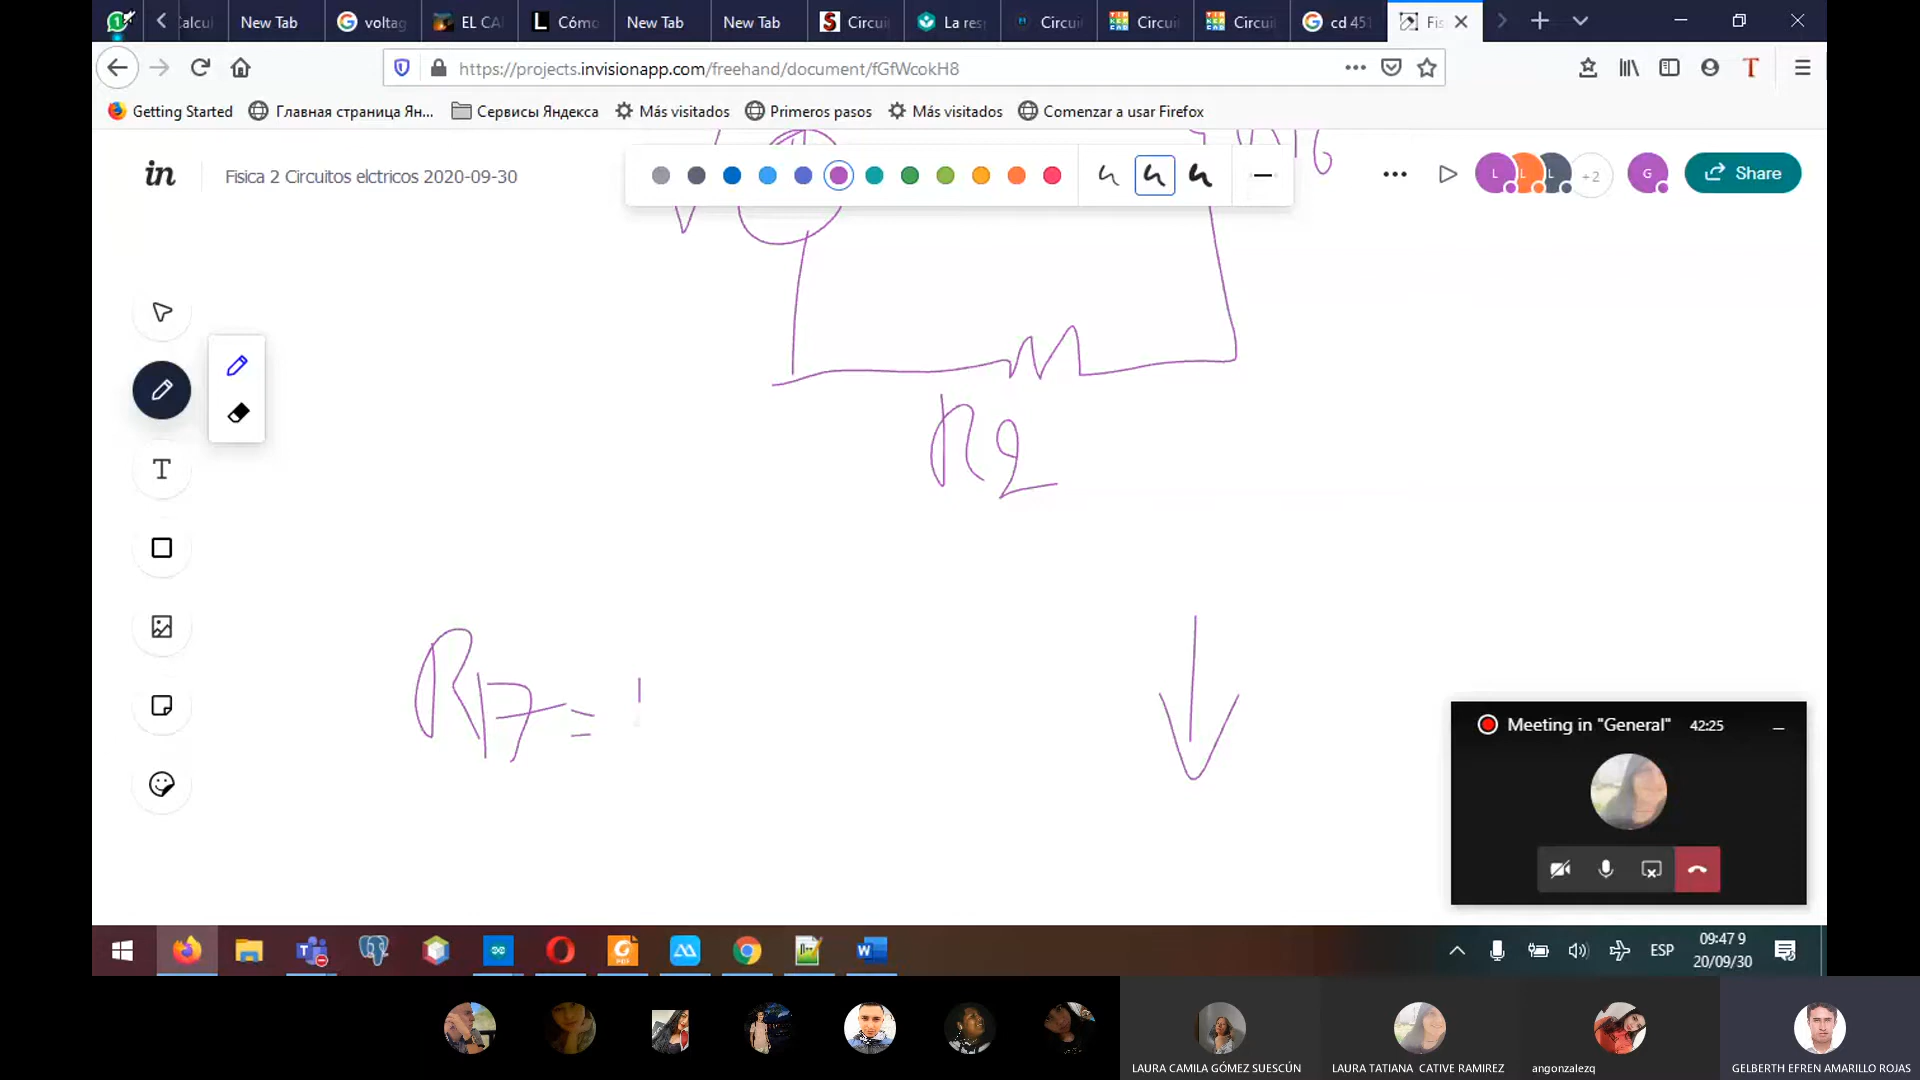 Calcul
New Tab
voltag
EL CA
Cómo
New Tab
New Tab
Circui
La res
Circui
Circui
Circui
cd 451
Fis
https://projects.invisionapp.com/freehand/document/fGfWcokH8
Getting Started
Главная страница Ян...
Сервисы Яндекса
Más visitados
Primeros pasos
Más visitados
Comenzar a usar Firefox
in
Fisica 2 Circuitos elctricos 2020-09-30
L
L
L
+2
G
Share
T
R2
R17=
Meeting in "General"
42:25
ESP
09:47 9
20/09/30
LAURA CAMILA GÓMEZ SUESCÚN
LAURA TATIANA CATIVE RAMIREZ
angonzalezq
GELBERTH EFREN AMARILLO ROJAS